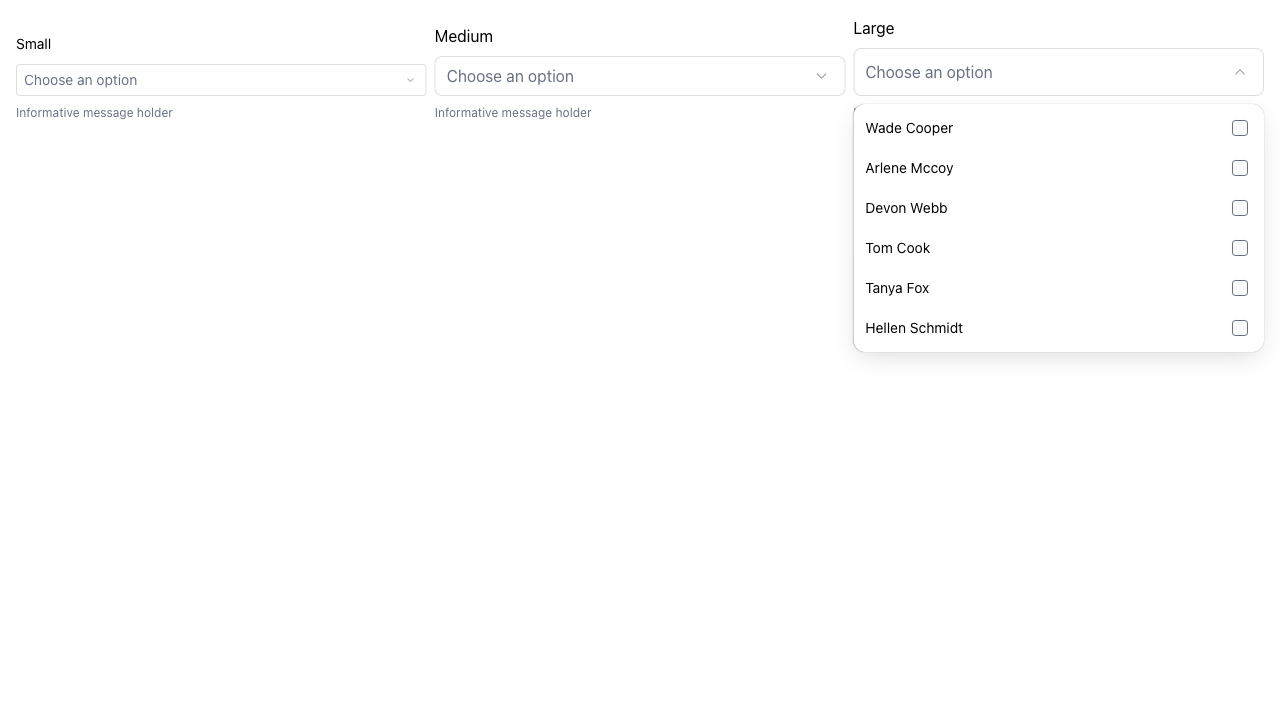 Small
Choose an option
Informative message holder
Medium
Choose an option
Informative message holder
Large
Choose an option
Wade Cooper
Arlene Mccoy
Devon Webb
Tom Cook
Tanya Fox
Hellen Schmidt